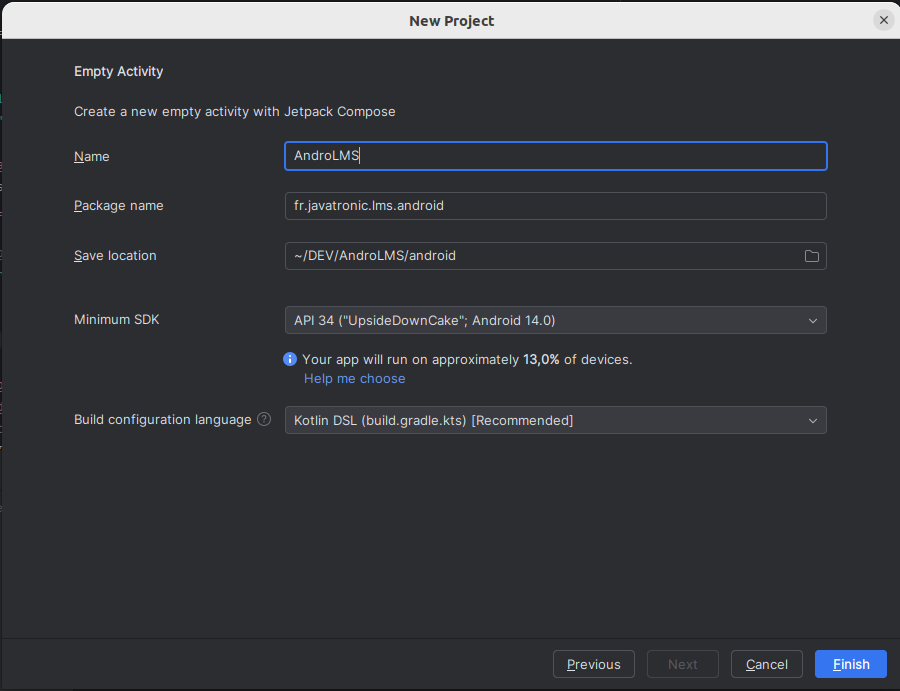 New Project
Empty Activity
Create a new empty activity with Jetpack Compose
Name
AndroLMS
Package name
fr.javatronic.lms.android
Save location
~/DEV/AndroLMS/android
Minimum SDK
API 34 ("UpsideDownCake"; Android 14.0)
Your app will run on approximately 13,0% of devices.
Help me choose
Build configuration language ?
Kotlin DSL (build.gradle.kts) [Recommended]
Previous
Next
Cancel
Finish